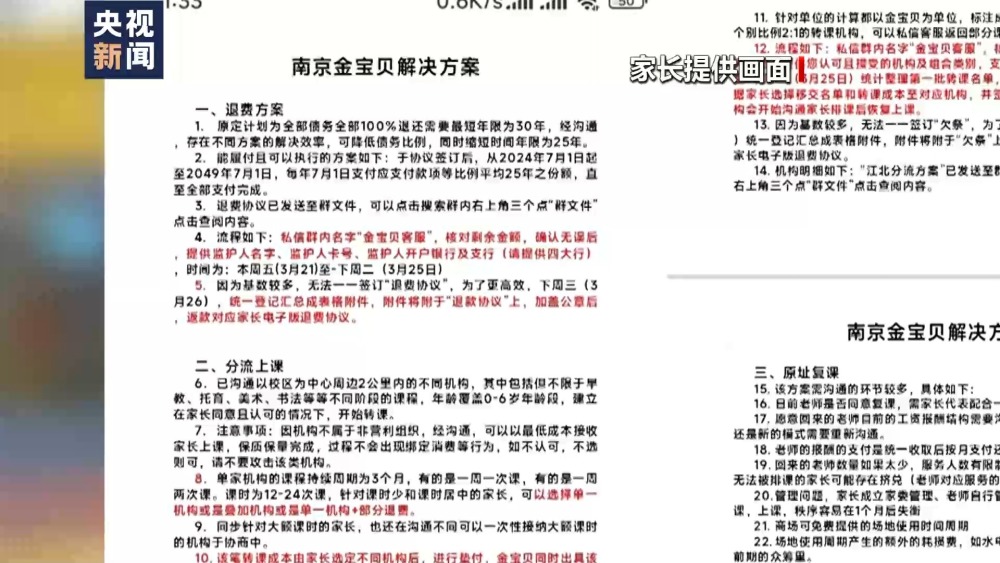 1:33
0.6K/s
50
央视
新闻
家长提供画面
南京金宝贝解决方案
一、退费方案
1. 原定计划为全部债务全部100%退还需要最短年限为30年，经沟通
，存在不同方案的解决效率，可降低债务比例，同时缩短时间年限为25年。
2. 能履付且可以执行的方案如下：于协议签订后，从2024年7月1日起
至2049年7月1日，每年7月1日支付应支付款项等比例平均25年之份额，直
至全部支付完成。
3. 退费协议已发送至群文件，可以点击搜索群内右上角三个点“群文件”
点击查阅内容。
4. 流程如下：私信群内名字“金宝贝客服”，核对剩余金额，确认无误后
，提供监护人名字、监护人卡号、监护人开户银行及支行（请提供四大行）
，时间为：本周五(3月21)至-下周二（3月25日）
5. 因为基数较多，无法一一签订“退费协议”，为了更高效，下周三（3
月26），统一登记汇总成表格附件，附件将附于“退款协议”上，加盖公章后
，返款对应家长电子版退费协议。
二、分流上课
6. 已沟通以校区为中心周边2公里内的不同机构，其中包括但不限于早
教、托育、美术、书法等等不同阶段的课程，年龄覆盖0-6岁年龄段，建立
在家长同意且认可的情况下，开始转课。
7. 注意事项：因机构不属于非营利组织，经沟通，可以以最低成本接收
家长上课，保质保量完成，过程不会出现绑定消费等行为，如不认可，不选
则可，请不要攻击该类机构。
8. 单家机构的课程持续周期为3个月，有的是一周一次课，有的是一周
两次课。课时为12-24次课，针对课时少和课时居中的家长，可以选择单一
机构或是叠加机构或是单一机构+部分退费。
9. 同步针对大额课时的家长，也还在沟通不同可以一次性接纳大额课时
的机构于协商中。
10. 该笔转课成本由家长选定不同机构后，进行垫付，金宝贝同时出具该
11. 针对单位的计算都以金宝贝为单位，标注
个别比例2:1的转课机构，可以私信客服返回部分课
12. 流程如下：私信群内名字“金宝贝客服”，核
您认可且接受的机构及组合类别，支
月25日）统计整理第一批转课名单，
据家长选择移交名单和转课成本至对应机构，并签
构会开始沟通家长排课后恢复上课。
13. 因为基数较多，无法一一签订“欠条”，为了
）统一登记汇总成表格附件，附件将附于“欠条”上
家长电子版退费协议。
14. 机构明细如下：“江北分流方案”已发送至群
右上角三个点“群文件”点击查阅内容。
南京金宝贝解决方
三、原址复课
15. 该方案需沟通的环节较多，具体如下：
16. 目前老师是否同意复课，需家长代表配合一
17. 愿意回来的老师目前的工资报酬结构需要沟
还是新的模式需要重新沟通。
18. 老师的报酬的支付是统一收取后按月支付还
19. 回来的老师数量如果太少，服务人数有限制
无法被排课的家长可能存在挤兑（老师对应服务的
20. 管理问题，家长成立家委管理、老师自行管
课，上课，秩序容易在1个月后失衡
21. 商场可免费提供的场地使用时间周期
22. 场地使用周期产生的额外的耗损费，如水电
前期的众筹里。